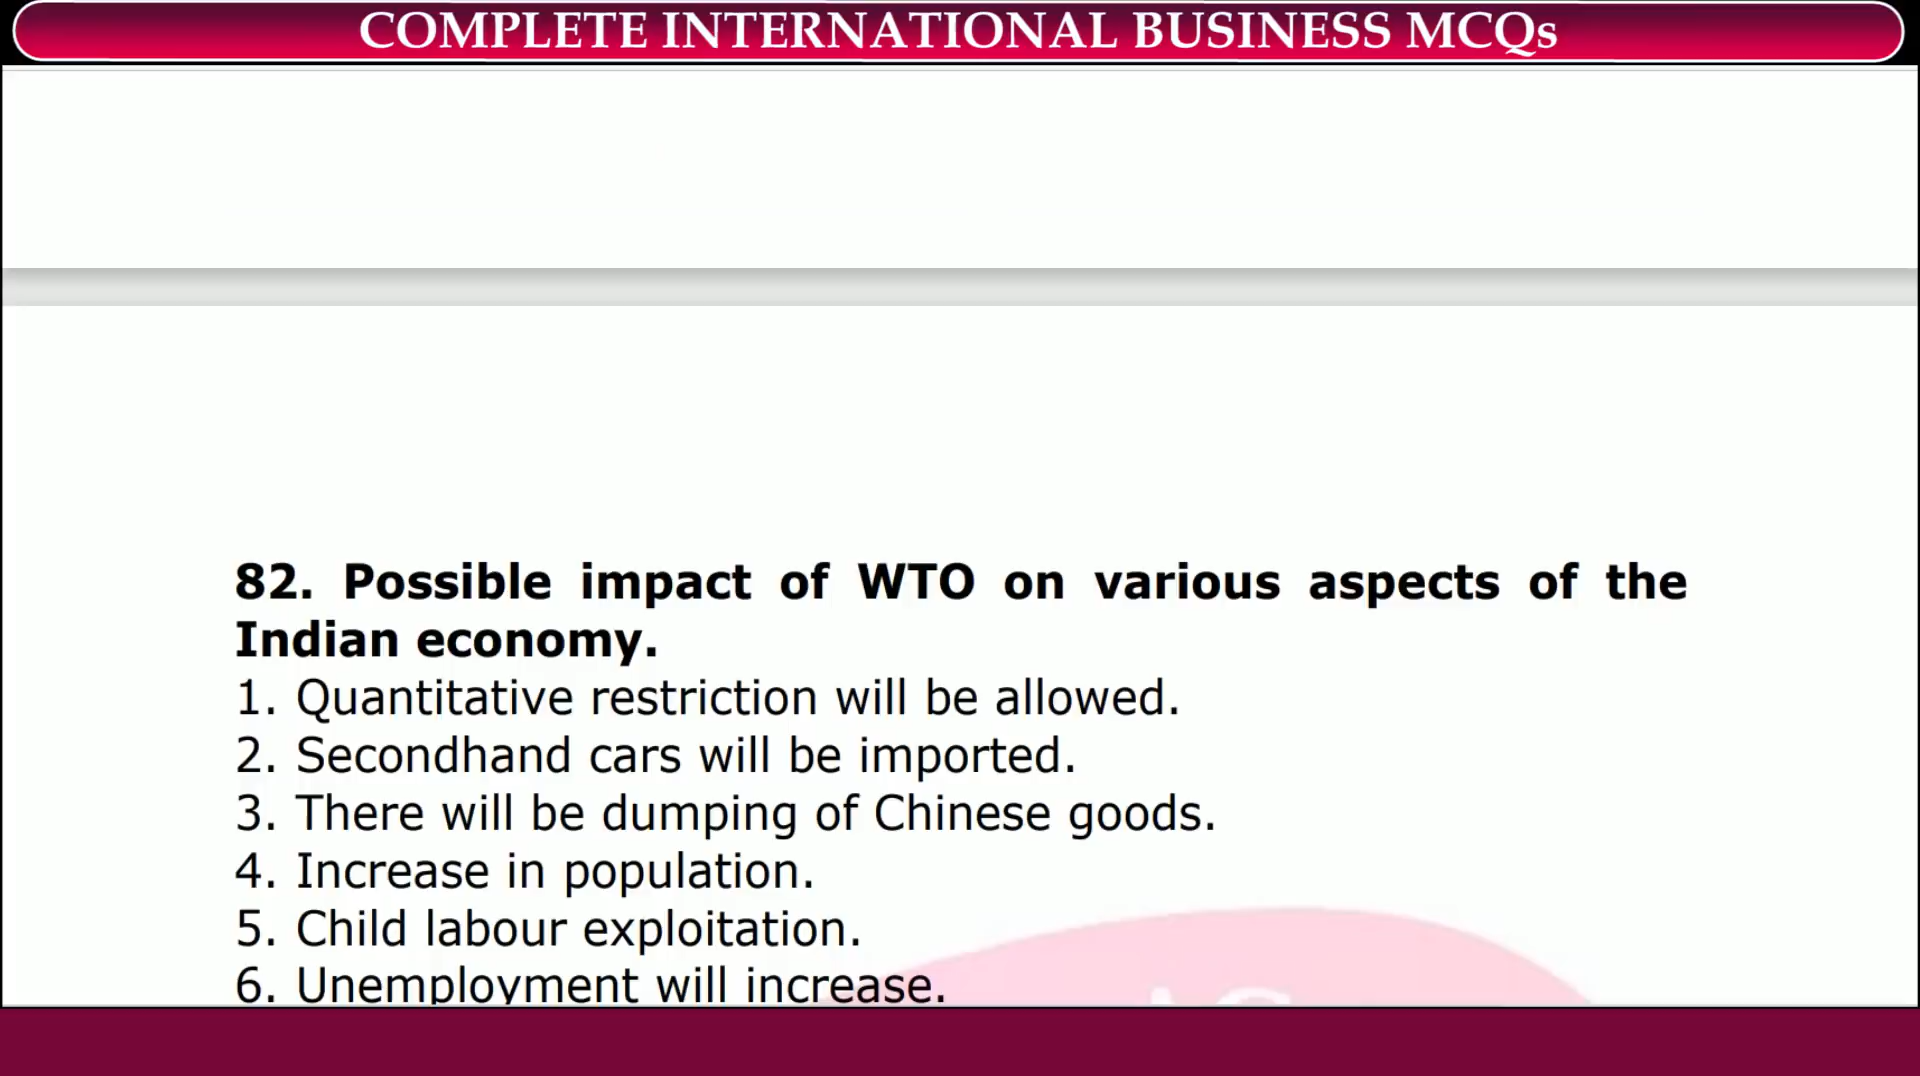 COMPLETE INTERNATIONAL BUSINESS MCQs
82. Possible impact of WTO on various aspects of the
Indian economy.
1. Quantitative restriction will be allowed.
2. Secondhand cars will be imported.
3. There will be dumping of Chinese goods.
4. Increase in population.
5. Child labour exploitation.
6. Unemployment will increase.